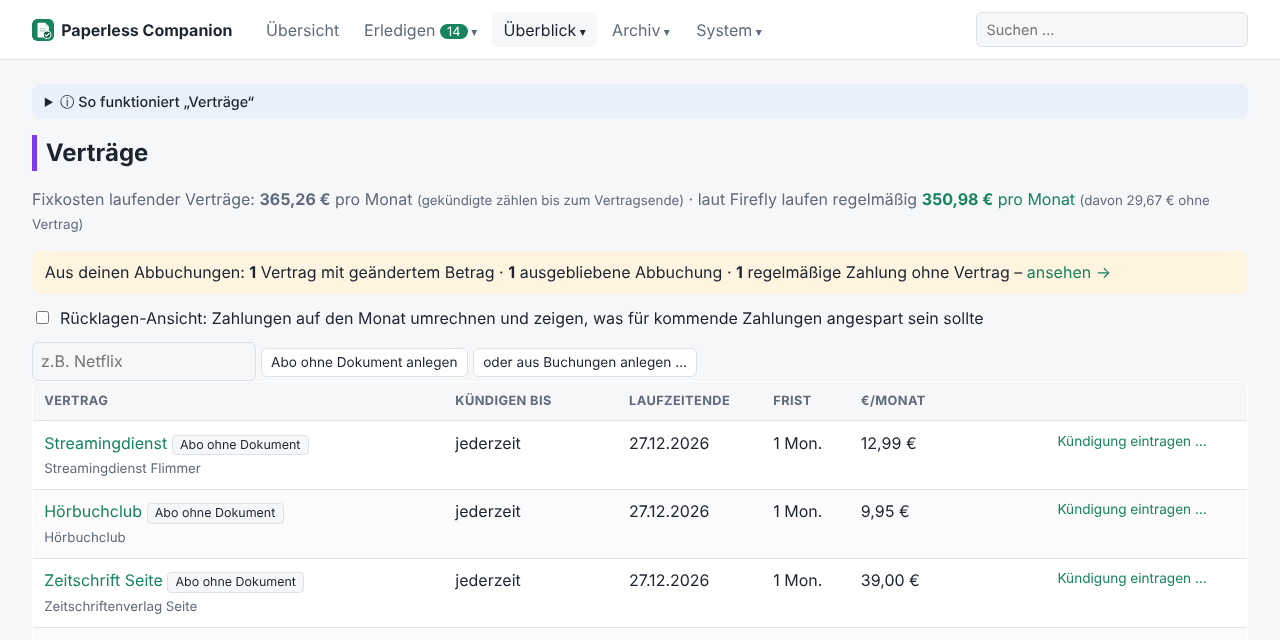 Paperless Companion Übersicht Erledigen 14 ▾ Überblick ▾ Archiv ▾ System ▾ Suchen ...
▶ ⓘ So funktioniert „Verträge“
Verträge
Fixkosten laufender Verträge: 365,26 € pro Monat (gekündigte zählen bis zum Vertragsende) · laut Firefly laufen regelmäßig 350,98 € pro Monat (davon 29,67 € ohne
Vertrag)
Aus deinen Abbuchungen: 1 Vertrag mit geändertem Betrag · 1 ausgebliebene Abbuchung · 1 regelmäßige Zahlung ohne Vertrag – ansehen →
Rücklagen-Ansicht: Zahlungen auf den Monat umrechnen und zeigen, was für kommende Zahlungen angespart sein sollte
z.B. Netflix Abo ohne Dokument anlegen oder aus Buchungen anlegen ...
VERTRAG KÜNDIGEN BIS LAUFZEITENDE FRIST €/MONAT
Streamingdienst Abo ohne Dokument jederzeit 27.12.2026 1 Mon. 12,99 € Kündigung eintragen ...
Streamingdienst Flimmer
Hörbuchclub Abo ohne Dokument jederzeit 27.12.2026 1 Mon. 9,95 € Kündigung eintragen ...
Hörbuchclub
Zeitschrift Seite Abo ohne Dokument jederzeit 27.12.2026 1 Mon. 39,00 € Kündigung eintragen ...
Zeitschriftenverlag Seite